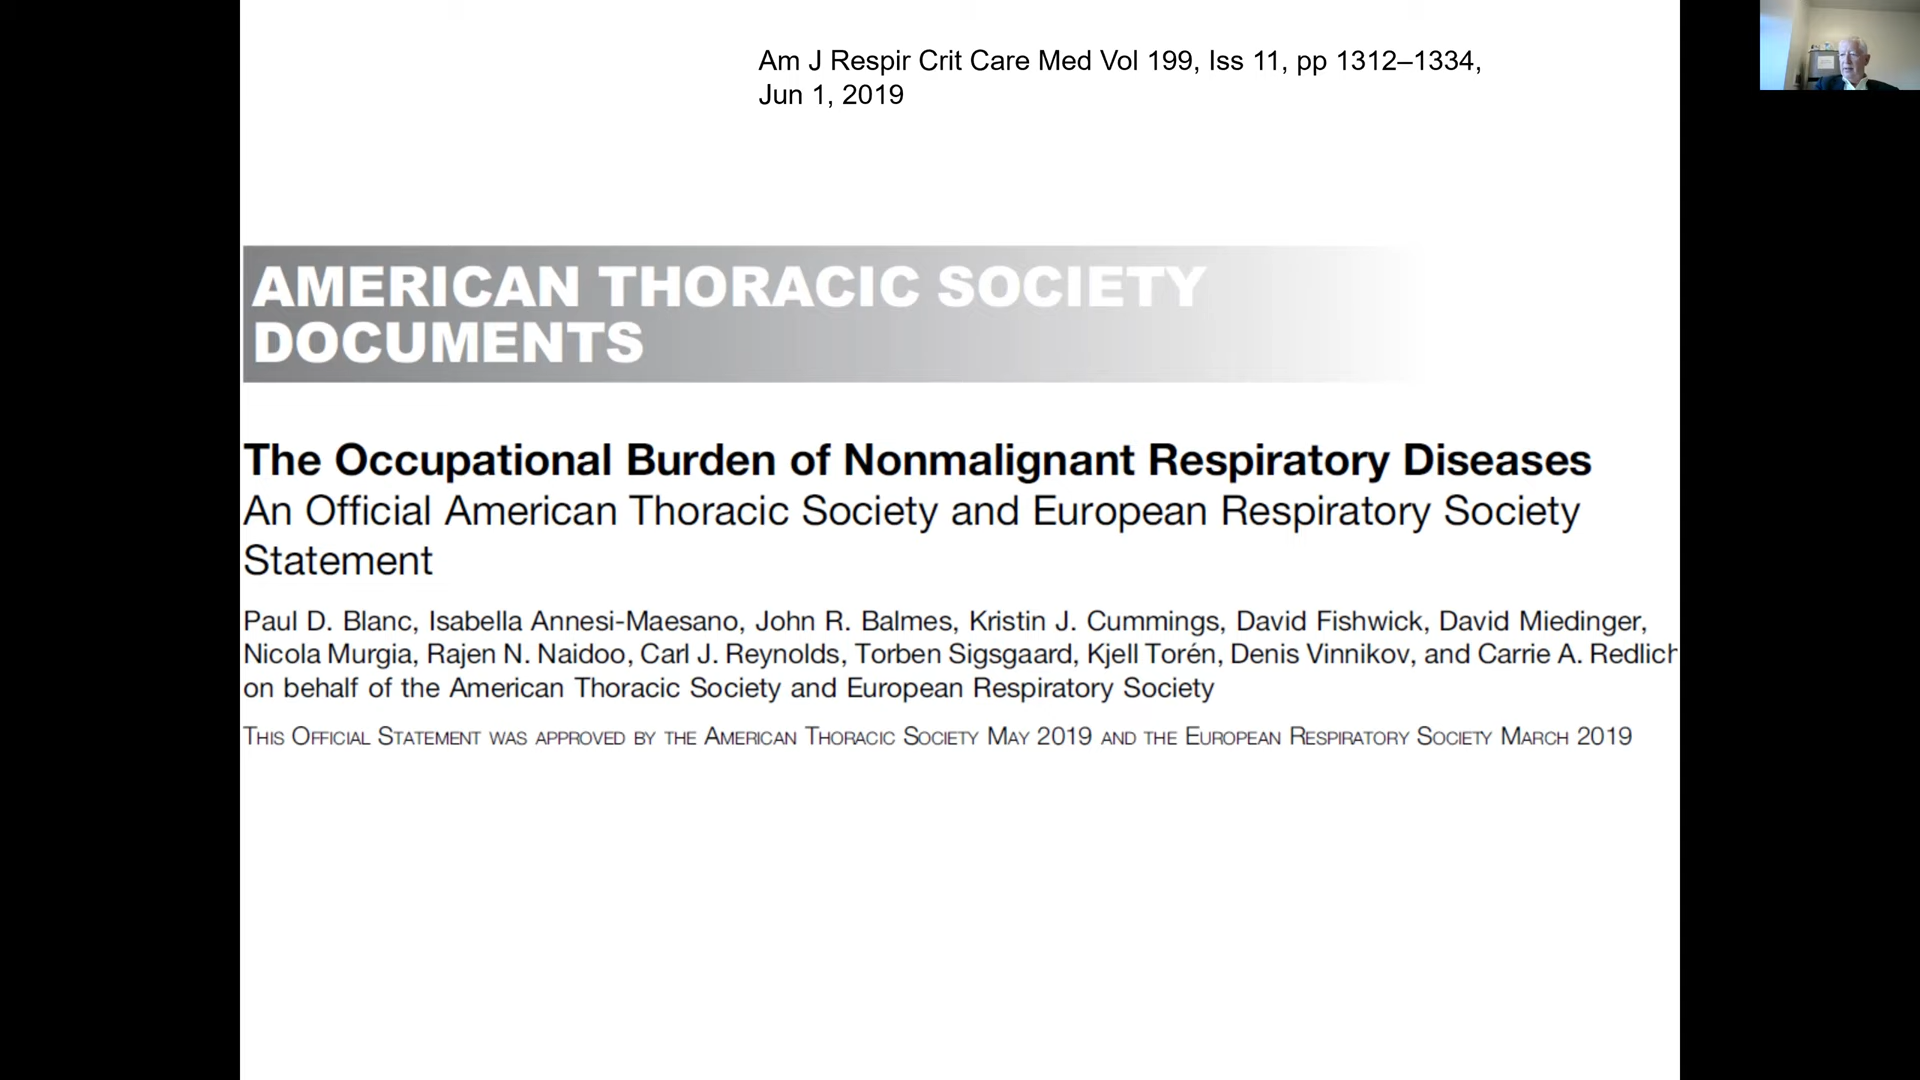 Am J Respir Crit Care Med Vol 199, Iss 11, pp 1312–1334,
Jun 1, 2019
AMERICAN THORACIC SOCIETY
DOCUMENTS
The Occupational Burden of Nonmalignant Respiratory Diseases
An Official American Thoracic Society and European Respiratory Society
Statement
Paul D. Blanc, Isabella Annesi-Maesano, John R. Balmes, Kristin J. Cummings, David Fishwick, David Miedinger,
Nicola Murgia, Rajen N. Naidoo, Carl J. Reynolds, Torben Sigsgaard, Kjell Torén, Denis Vinnikov, and Carrie A. Redlich
on behalf of the American Thoracic Society and European Respiratory Society
This Official Statement was approved by the American Thoracic Society May 2019 and the European Respiratory Society March 2019